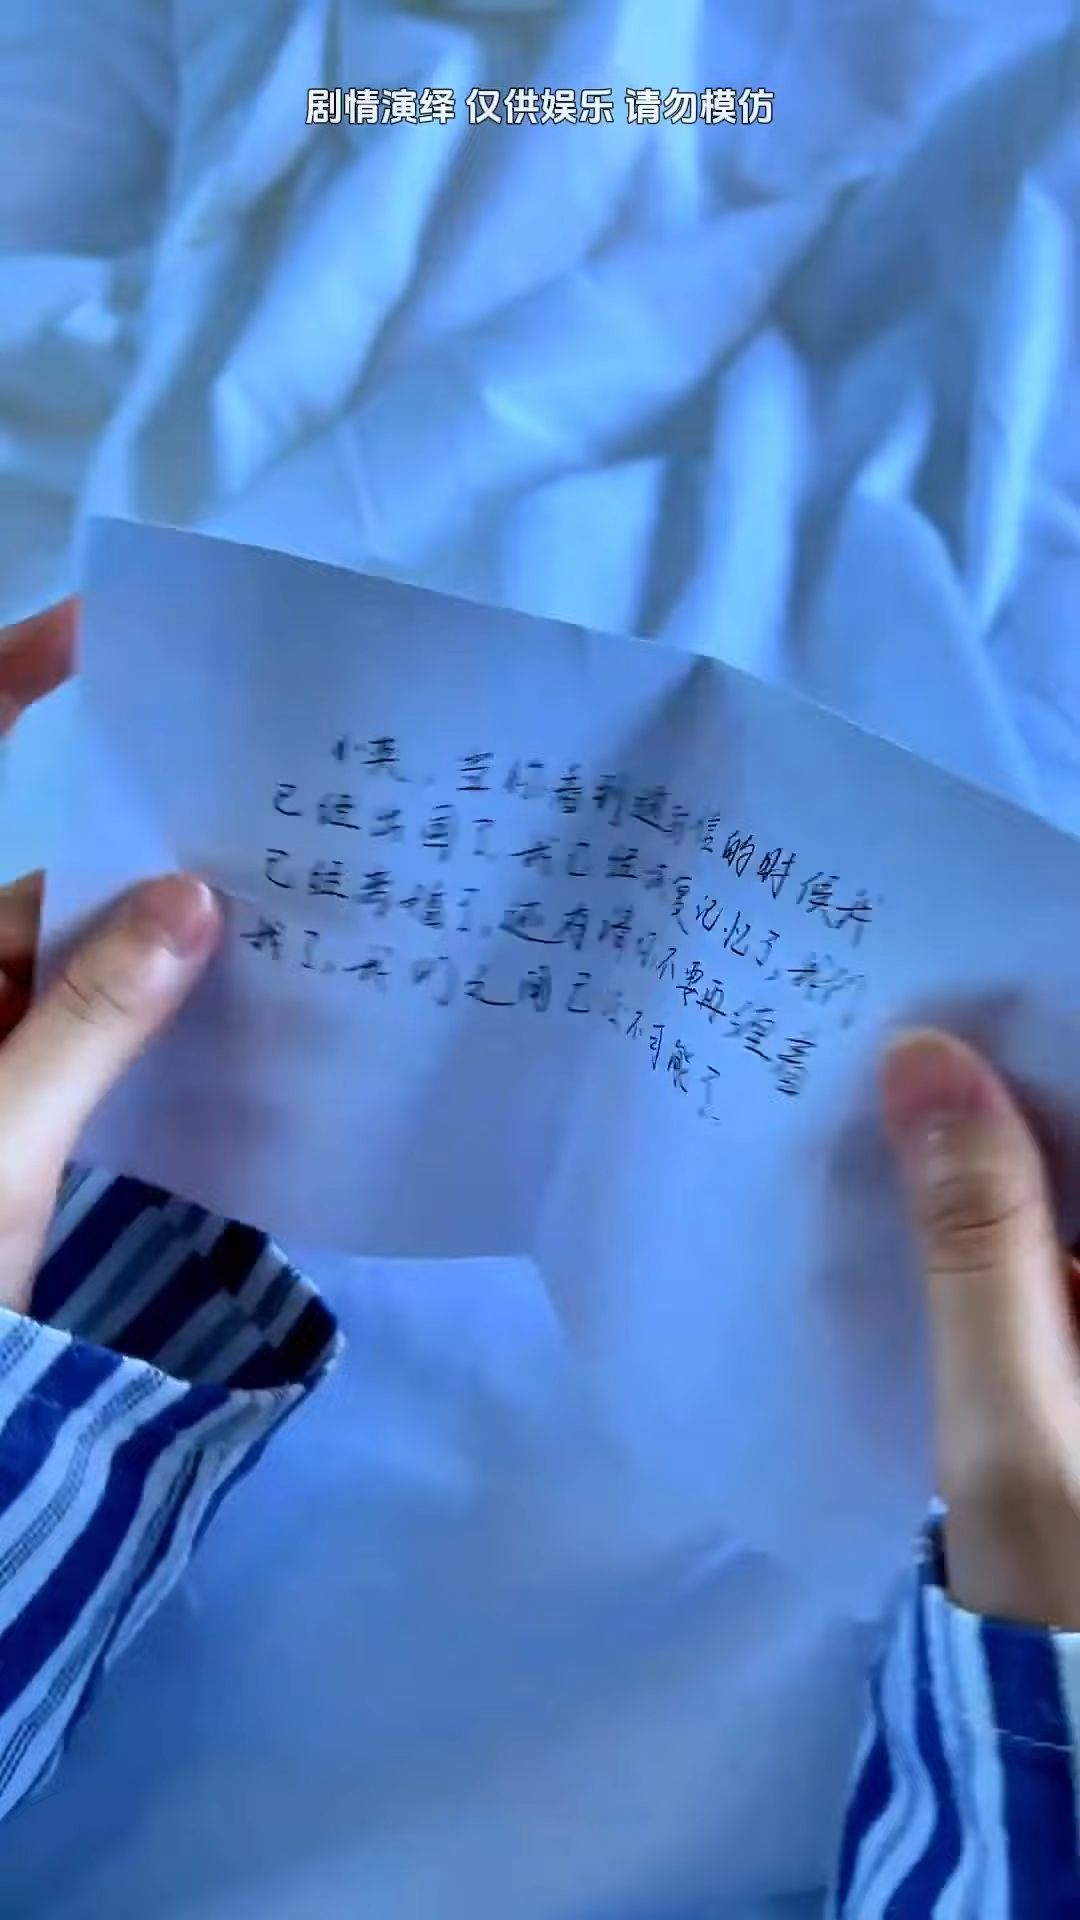 剧情演绎 仅供娱乐 请勿模仿
小英,当你看到这封信的时候我
已经出国了,我已经恢复记忆了,我们
已经离婚了,还有请你不要再缠着
我了,我们之间已经不可能了